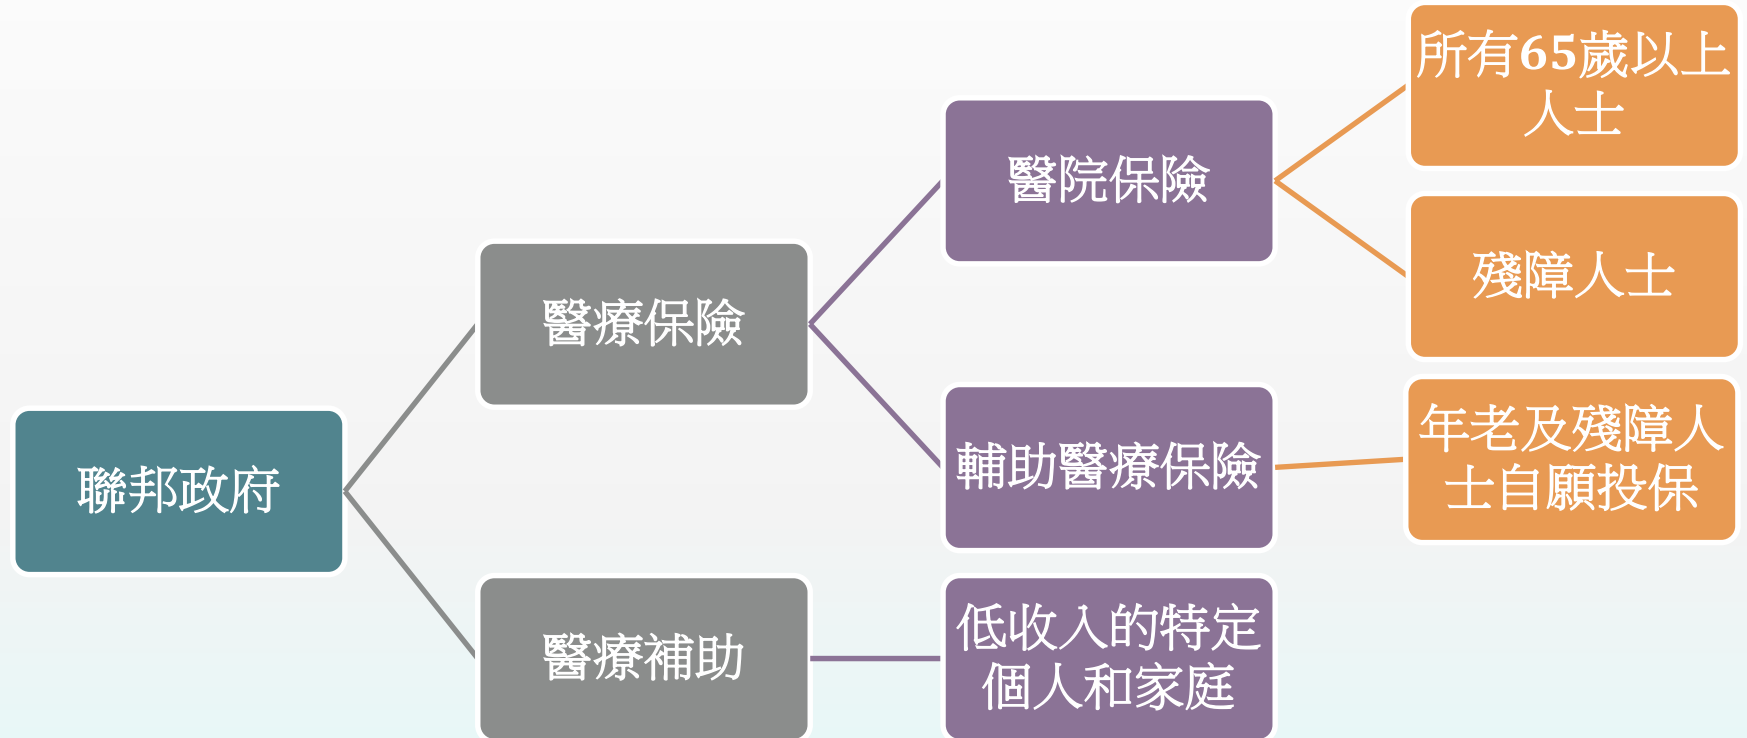 聯邦政府
醫療保險
醫療補助
醫院保險
輔助醫療保險
低收入的特定
個人和家庭
所有65歲以上
人士
殘障人士
年老及殘障人
士自願投保